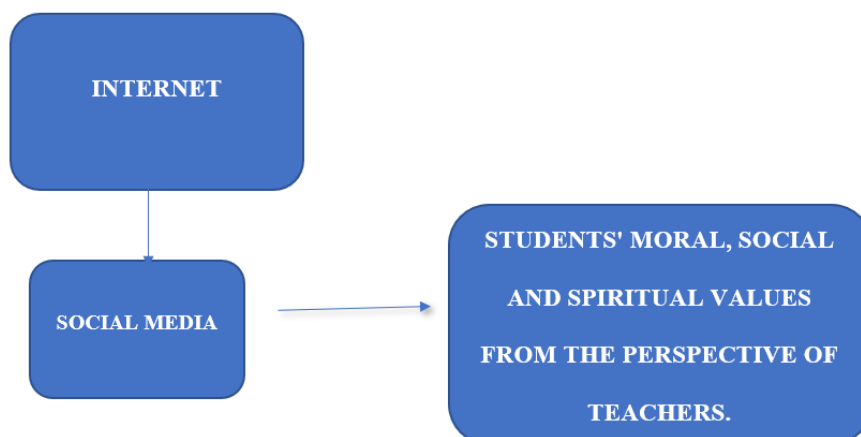 INTERNET
SOCIAL MEDIA
STUDENTS' MORAL, SOCIAL
AND SPIRITUAL VALUES
FROM THE PERSPECTIVE OF
TEACHERS.